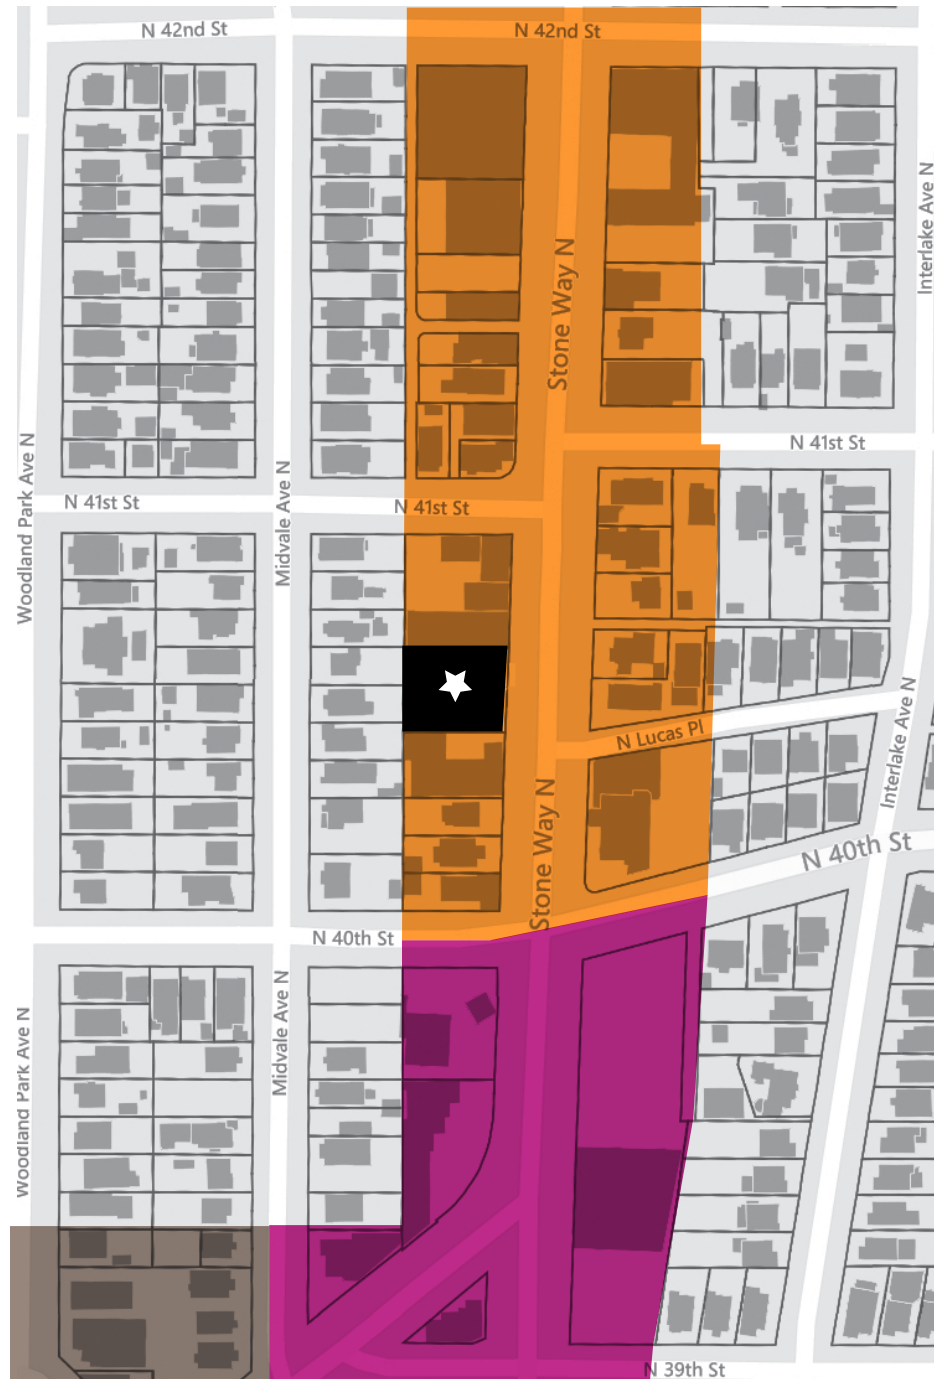 N 42nd St
N 42nd St
Interlake Ave N
Stone Way N
N 41st St
Woodland Park Ave N
Midvale Ave N
N 41st St
N 41st St
N Lucas Pl
Interlake Ave N
Stone Way N
N 40th St
N 40th St
Woodland Park Ave N
Midvale Ave N
N 39th St